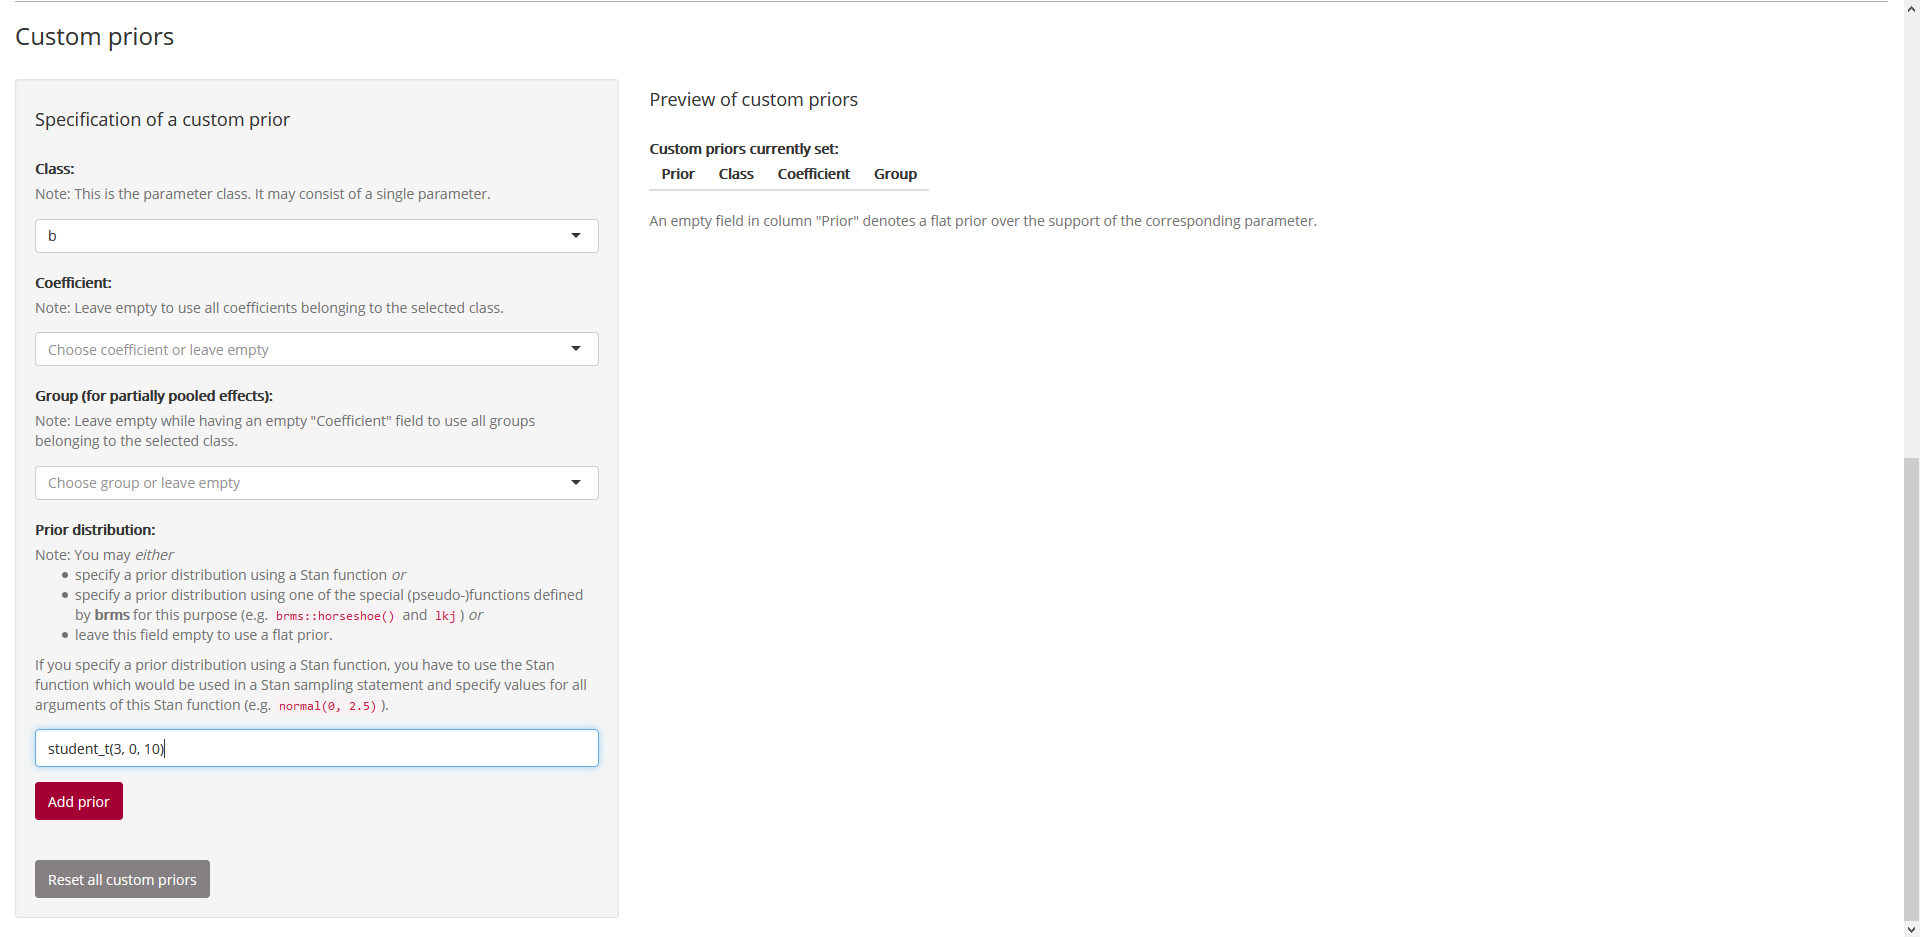 Custom priors
Specification of a custom prior
Class:
Note: This is the parameter class. It may consist of a single parameter.
b
Coefficient:
Note: Leave empty to use all coefficients belonging to the selected class.
Choose coefficient or leave empty
Group (for partially pooled effects):
Note: Leave empty while having an empty "Coefficient" field to use all groups
belonging to the selected class.
Choose group or leave empty
Prior distribution:
Note: You may either
• specify a prior distribution using a Stan function or
• specify a prior distribution using one of the special (pseudo-)functions defined
by brms for this purpose (e.g. brms::horseshoe() and lkj ) or
• leave this field empty to use a flat prior.
If you specify a prior distribution using a Stan function, you have to use the Stan
function which would be used in a Stan sampling statement and specify values for all
arguments of this Stan function (e.g. normal(0, 2.5) ).
student_t(3, 0, 10)
Add prior
Reset all custom priors
Preview of custom priors
Custom priors currently set:
Prior Class Coefficient Group
An empty field in column "Prior" denotes a flat prior over the support of the corresponding parameter.